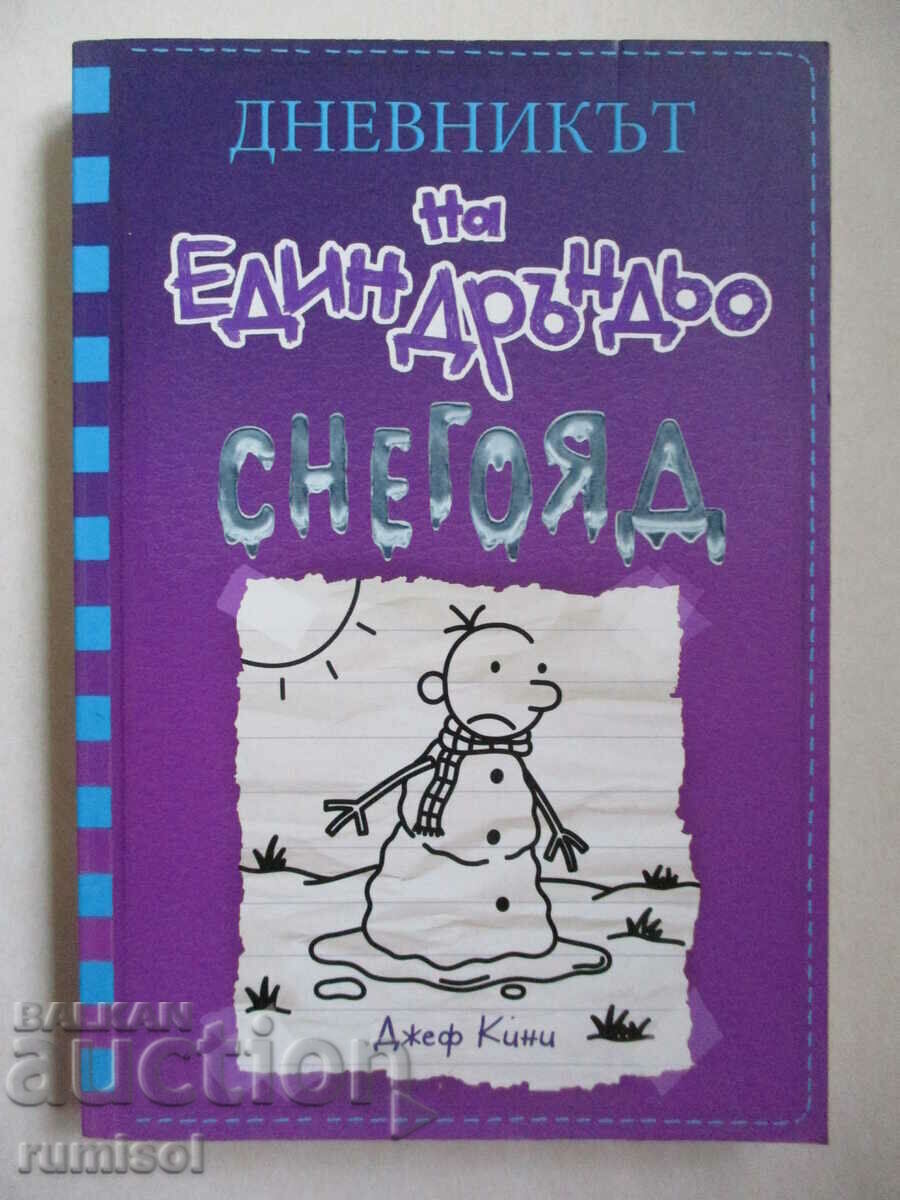 ДНЕВНИКЪТ
на
ЕДИН ДРЪНДЬО
СНЕГОЯД
Джеф Кини
BALKAN
auction
rumisol